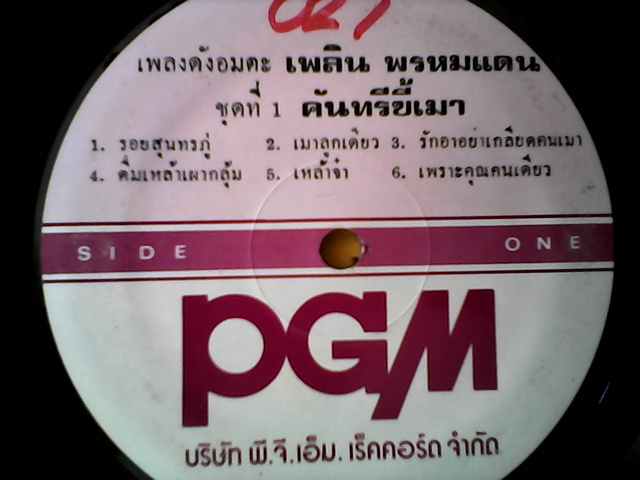 027
เพลงดังอมตะ เพลิน พรหมแดน
ชุดที่ 1 คันทรีขี้เมา
1. รอยสุนทรภู่ 2. เมาลูกเดียว 3. รักอาอย่าเกลียดคนเมา
4. ดื่มเหล้าเผากลุ้ม 5. เหล้าจ๋า 6. เพราะคุณคนเดียว
SIDE ONE
PGM
บริษัท พี.จี.เอ็ม. เร็คคอร์ด จำกัด